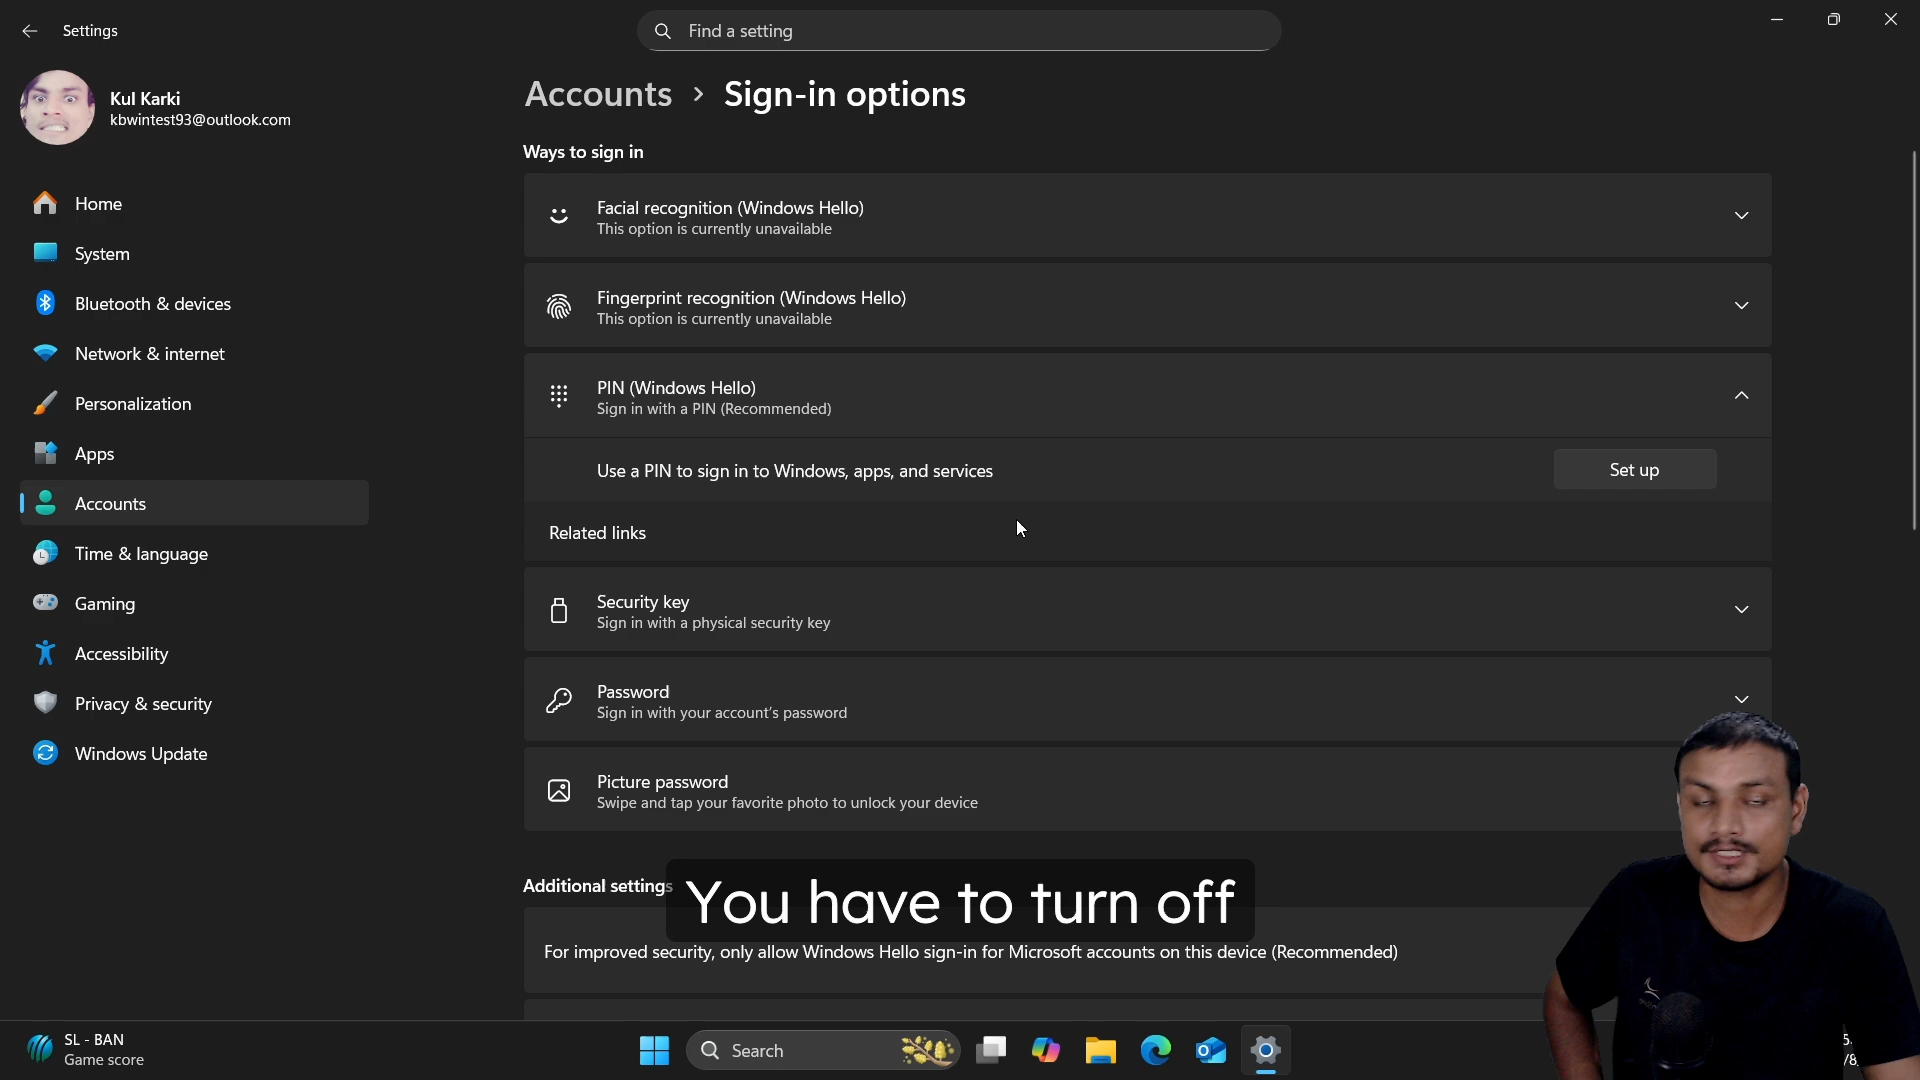 Settings
Find a setting
Kul Karki
kbwintest93@outlook.com
Home
System
Bluetooth & devices
Network & internet
Personalization
Apps
Accounts
Time & language
Gaming
Accessibility
Privacy & security
Windows Update
Accounts > Sign-in options
Ways to sign in
Facial recognition (Windows Hello)
This option is currently unavailable
Fingerprint recognition (Windows Hello)
This option is currently unavailable
PIN (Windows Hello)
Sign in with a PIN (Recommended)
Use a PIN to sign in to Windows, apps, and services
Set up
Related links
Security key
Sign in with a physical security key
Password
Sign in with your account's password
Picture password
Swipe and tap your favorite photo to unlock your device
Additional settings
You have to turn off
For improved security, only allow Windows Hello sign-in for Microsoft accounts on this device (Recommended)
SL - BAN
Game score
Search